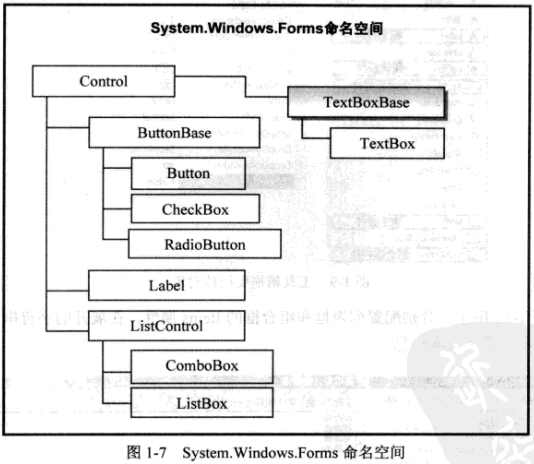 System.Windows.Forms命名空间
Control
TextBoxBase
TextBox
ButtonBase
Button
CheckBox
RadioButton
Label
ListControl
ComboBox
ListBox
图 1-7 System.Windows.Forms 命名空间